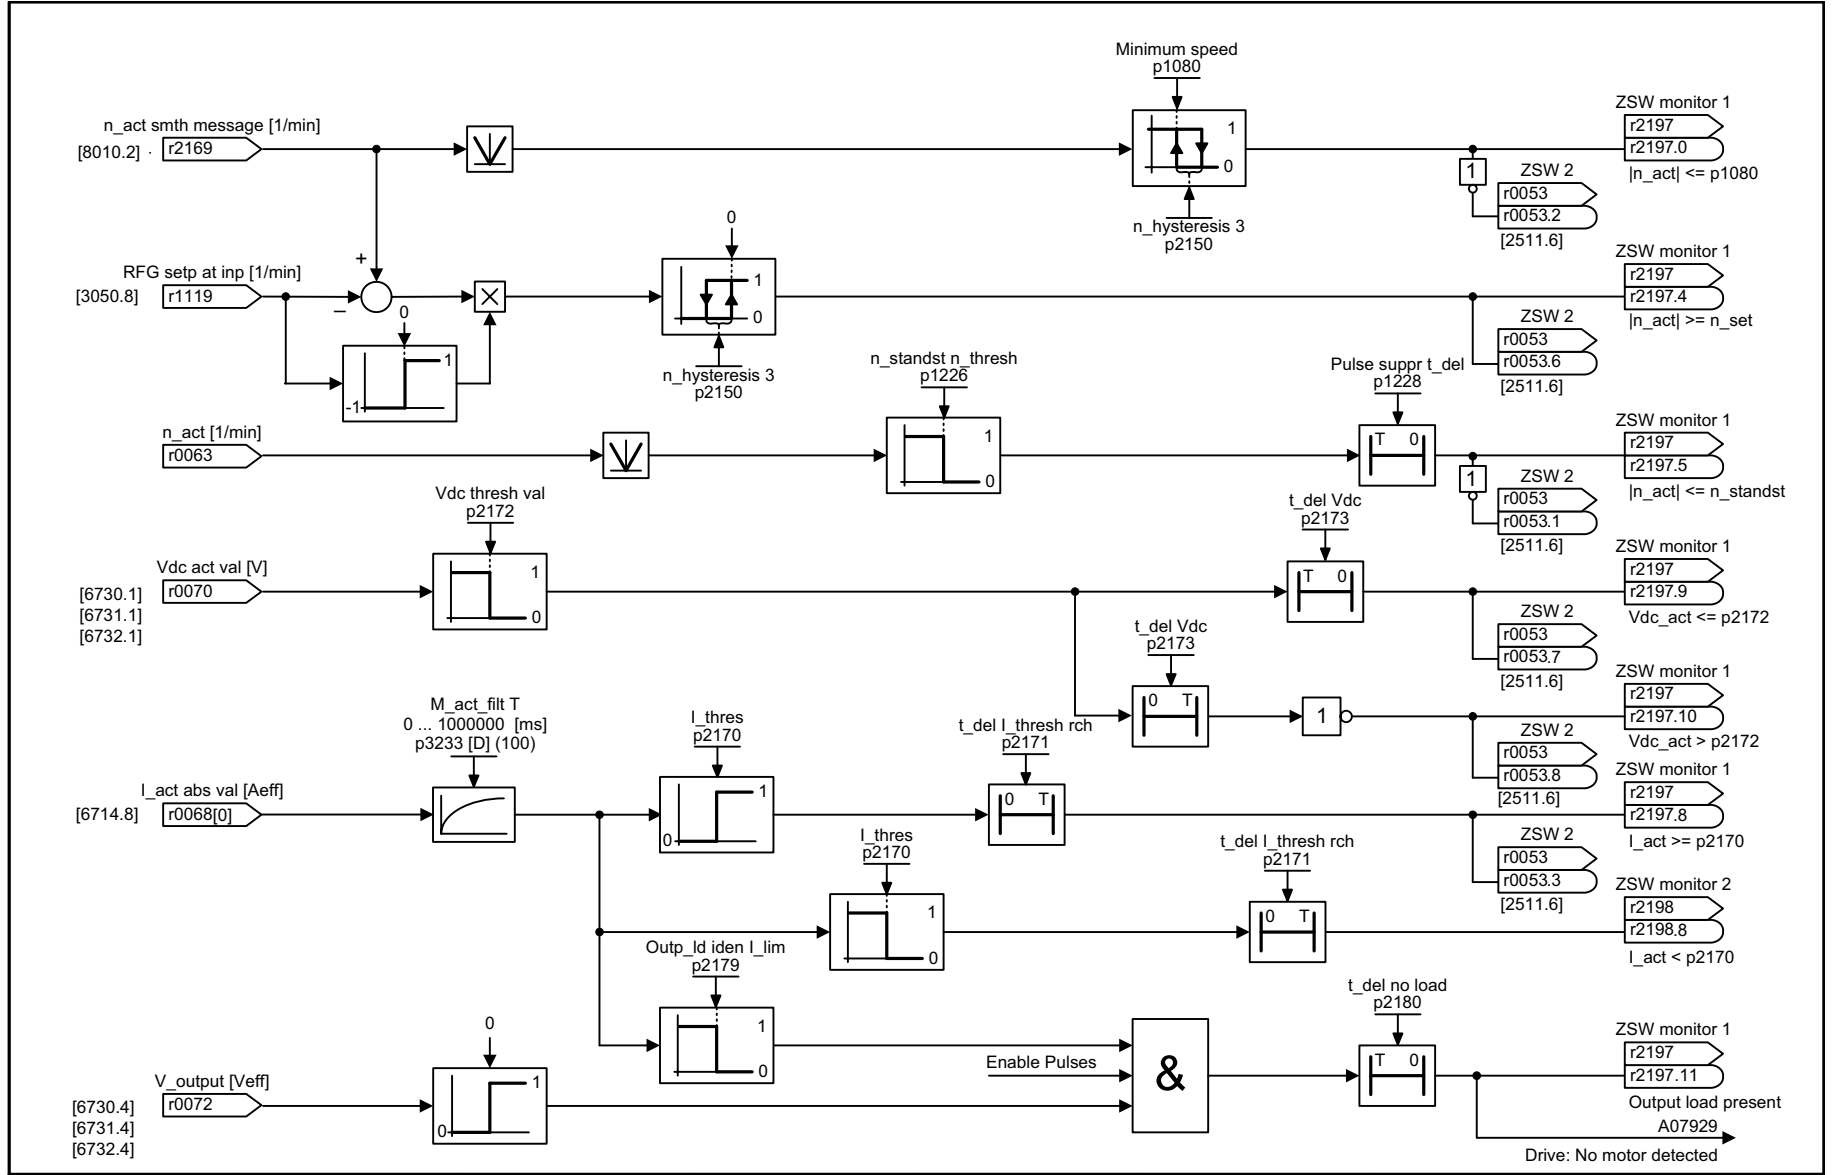 Minimum speed
p1080
n_act smth message [1/min]
[8010.2] .
r2169
1
0
n_hysteresis 3
p2150
ZSW monitor 1
r2197
r2197.0
|n_act| <= p1080
1
ZSW 2
r0053
r0053.2
[2511.6]
RFG setp at inp [1/min]
[3050.8]
r1119
+
–
0
-1
1
0
1
0
n_hysteresis 3
p2150
ZSW monitor 1
r2197
r2197.4
|n_act| >= n_set
ZSW 2
r0053
r0053.6
[2511.6]
n_act [1/min]
r0063
n_standst n_thresh
p1226
1
0
Pulse suppr t_del
p1228
T 0
ZSW monitor 1
r2197
r2197.5
|n_act| <= n_standst
1
ZSW 2
r0053
r0053.1
[2511.6]
Vdc thresh val
p2172
Vdc act val [V]
r0070
[6730.1]
[6731.1]
[6732.1]
1
0
t_del Vdc
p2173
T 0
ZSW monitor 1
r2197
r2197.9
Vdc_act <= p2172
ZSW 2
r0053
r0053.7
[2511.6]
t_del Vdc
p2173
0 T
1
ZSW monitor 1
r2197
r2197.10
Vdc_act > p2172
ZSW 2
r0053
r0053.8
[2511.6]
M_act_filt T
0 ... 1000000 [ms]
p3233 [D] (100)
I_act abs val [Aeff]
[6714.8]
r0068[0]
I_thres
p2170
1
0
t_del I_thresh rch
p2171
0 T
ZSW monitor 1
r2197
r2197.8
I_act >= p2170
ZSW 2
r0053
r0053.3
[2511.6]
I_thres
p2170
1
0
t_del I_thresh rch
p2171
0 T
ZSW monitor 2
r2198
r2198.8
I_act < p2170
Outp_ld iden I_lim
p2179
1
0
Enable Pulses
&
t_del no load
p2180
T 0
ZSW monitor 1
r2197
r2197.11
Output load present
A07929
Drive: No motor detected
V_output [Veff]
r0072
[6730.4]
[6731.4]
[6732.4]
0
1
0